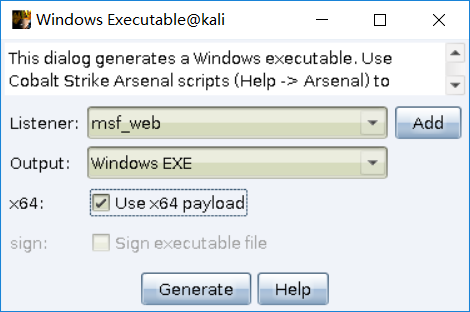 Windows Executable@kali
This dialog generates a Windows executable. Use
Cobalt Strike Arsenal scripts (Help -> Arsenal) to
Listener: msf_web Add
Output: Windows EXE
x64: Use x64 payload
sign: Sign executable file
Generate Help